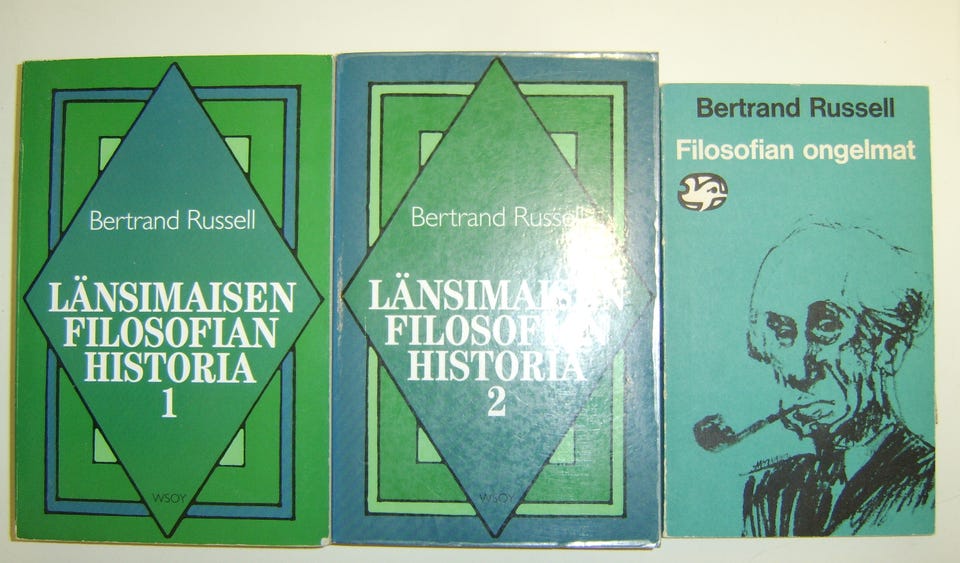 Bertrand Russell
LÄNSIMAISEN
FILOSOFIAN
HISTORIA
1
WSOY
Bertrand Russell
LÄNSIMAISEN
FILOSOFIAN
HISTORIA
2
WSOY
Bertrand Russell
Filosofian ongelmat